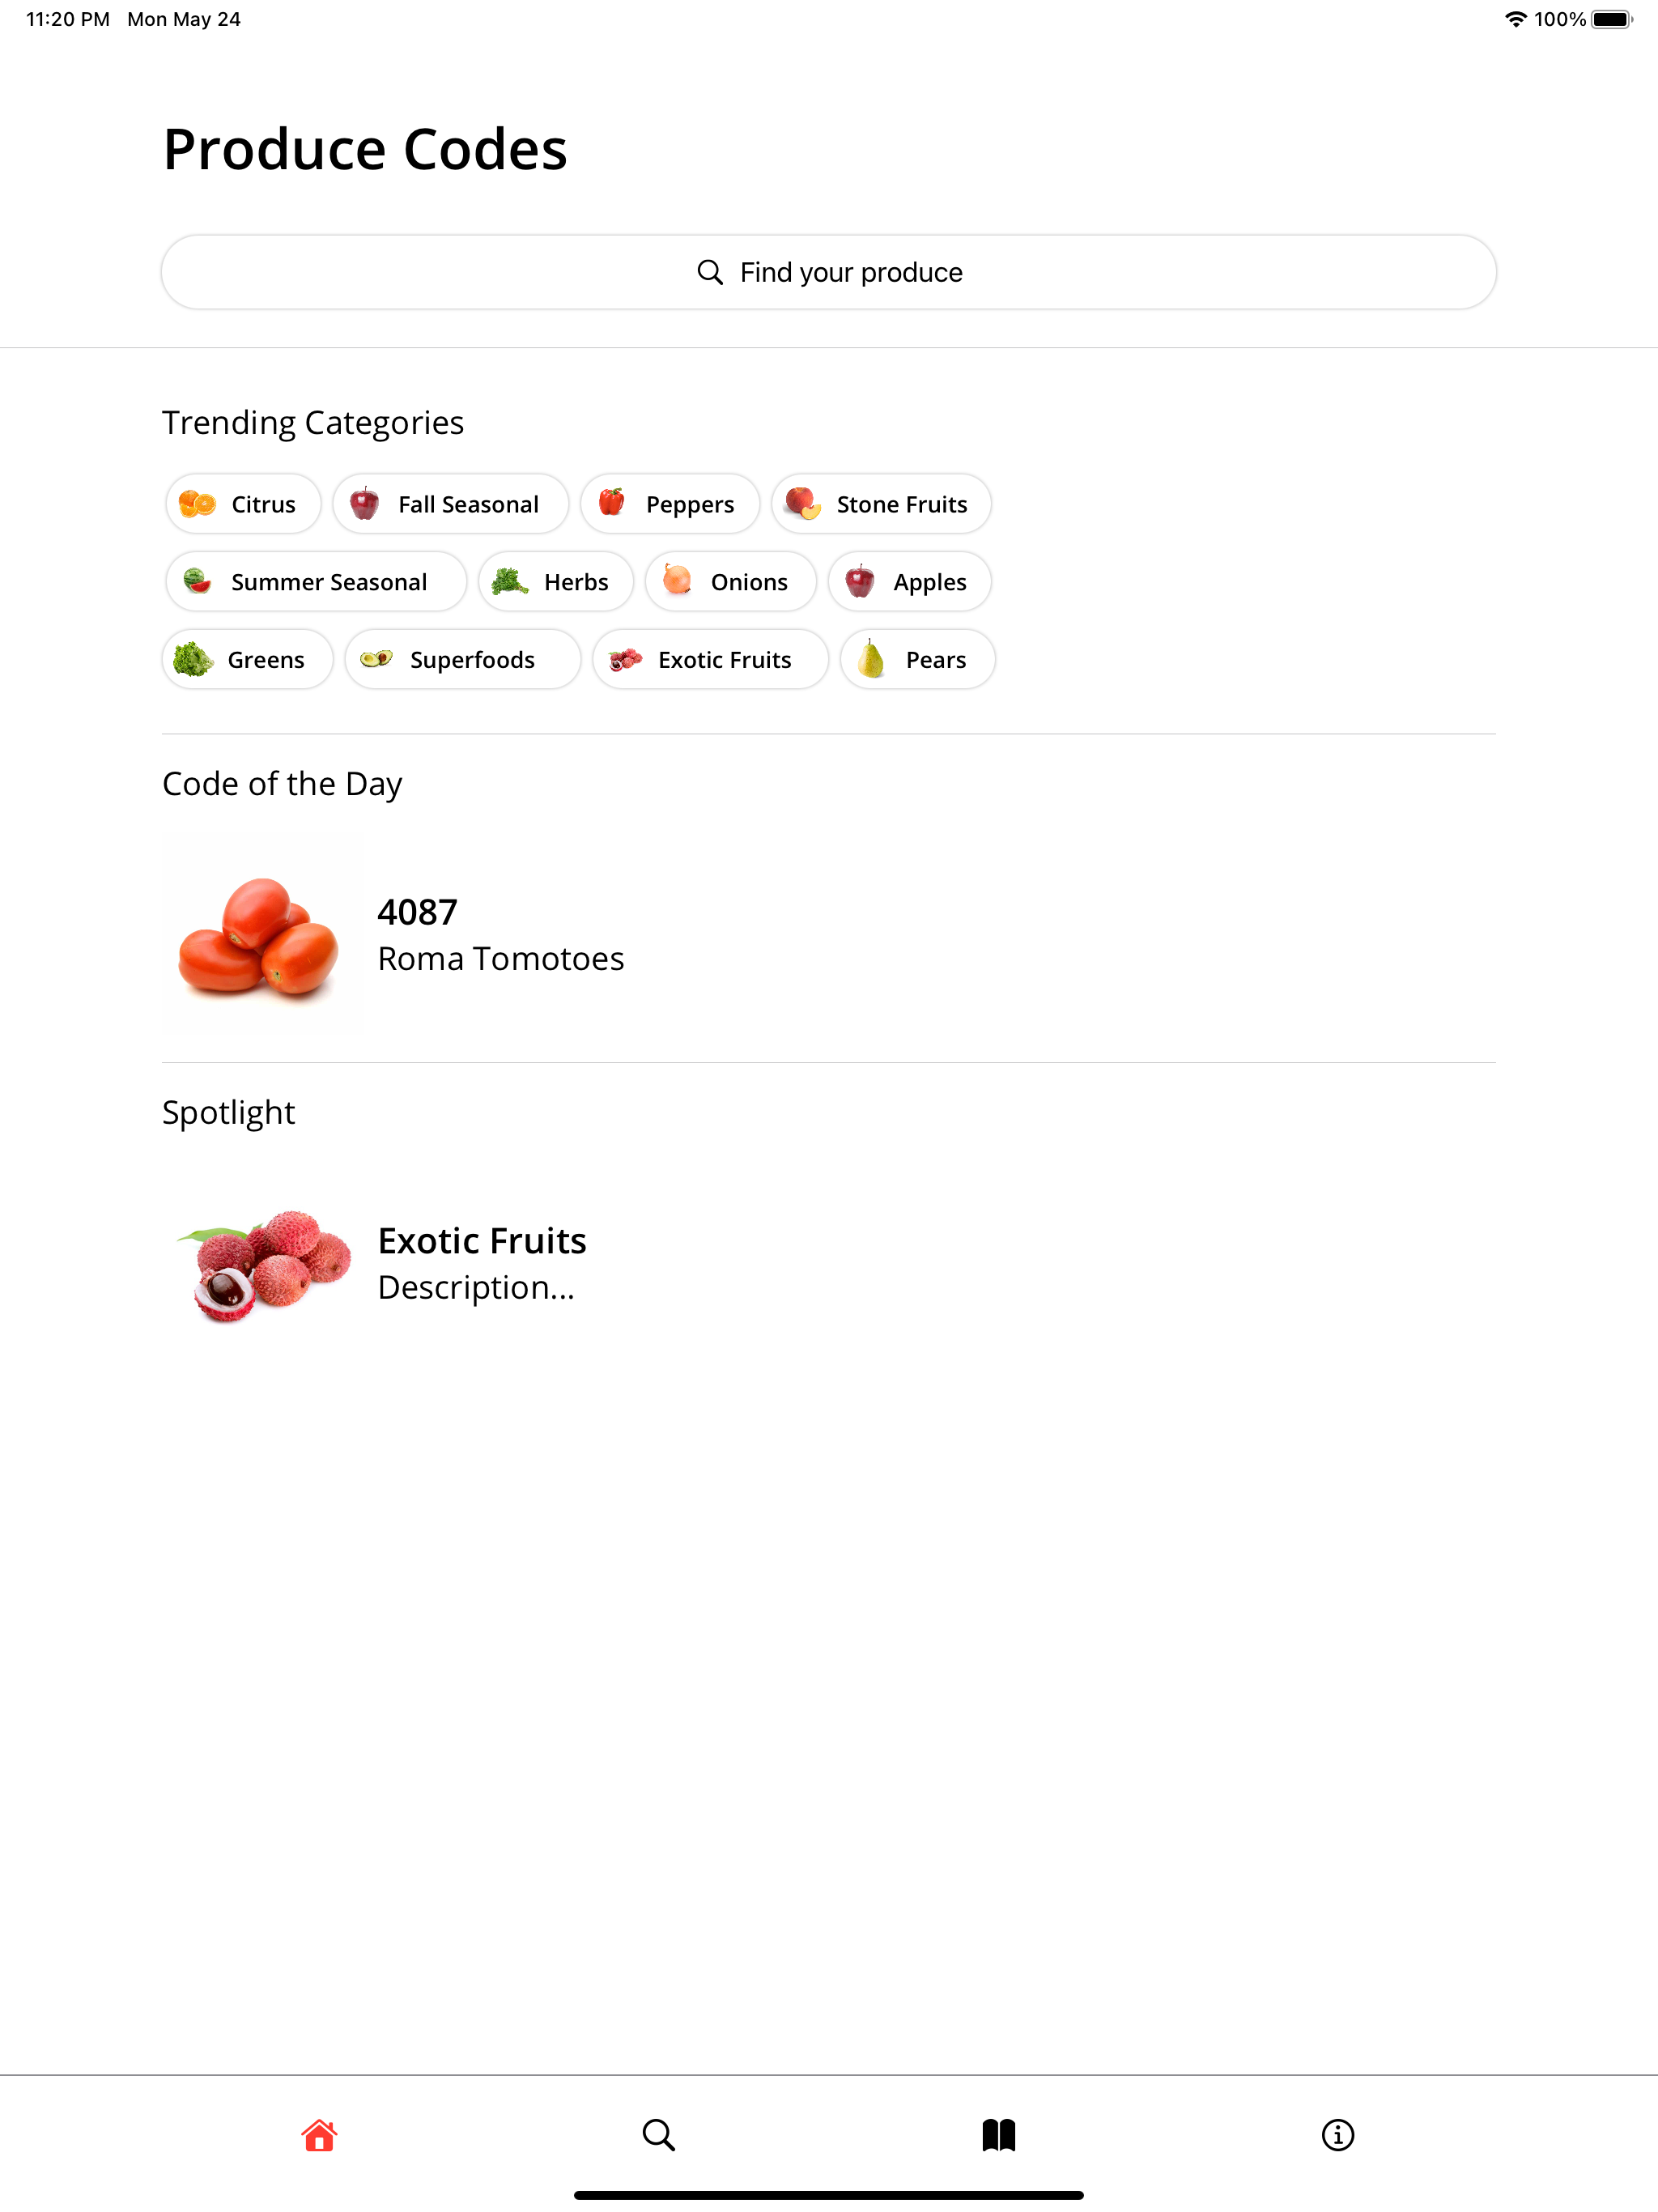 11:20 PM Mon May 24 100%
Produce Codes
Find your produce
Trending Categories
Citrus Fall Seasonal Peppers Stone Fruits
Summer Seasonal Herbs Onions Apples
Greens Superfoods Exotic Fruits Pears
Code of the Day
4087
Roma Tomotoes
Spotlight
Exotic Fruits
Description...